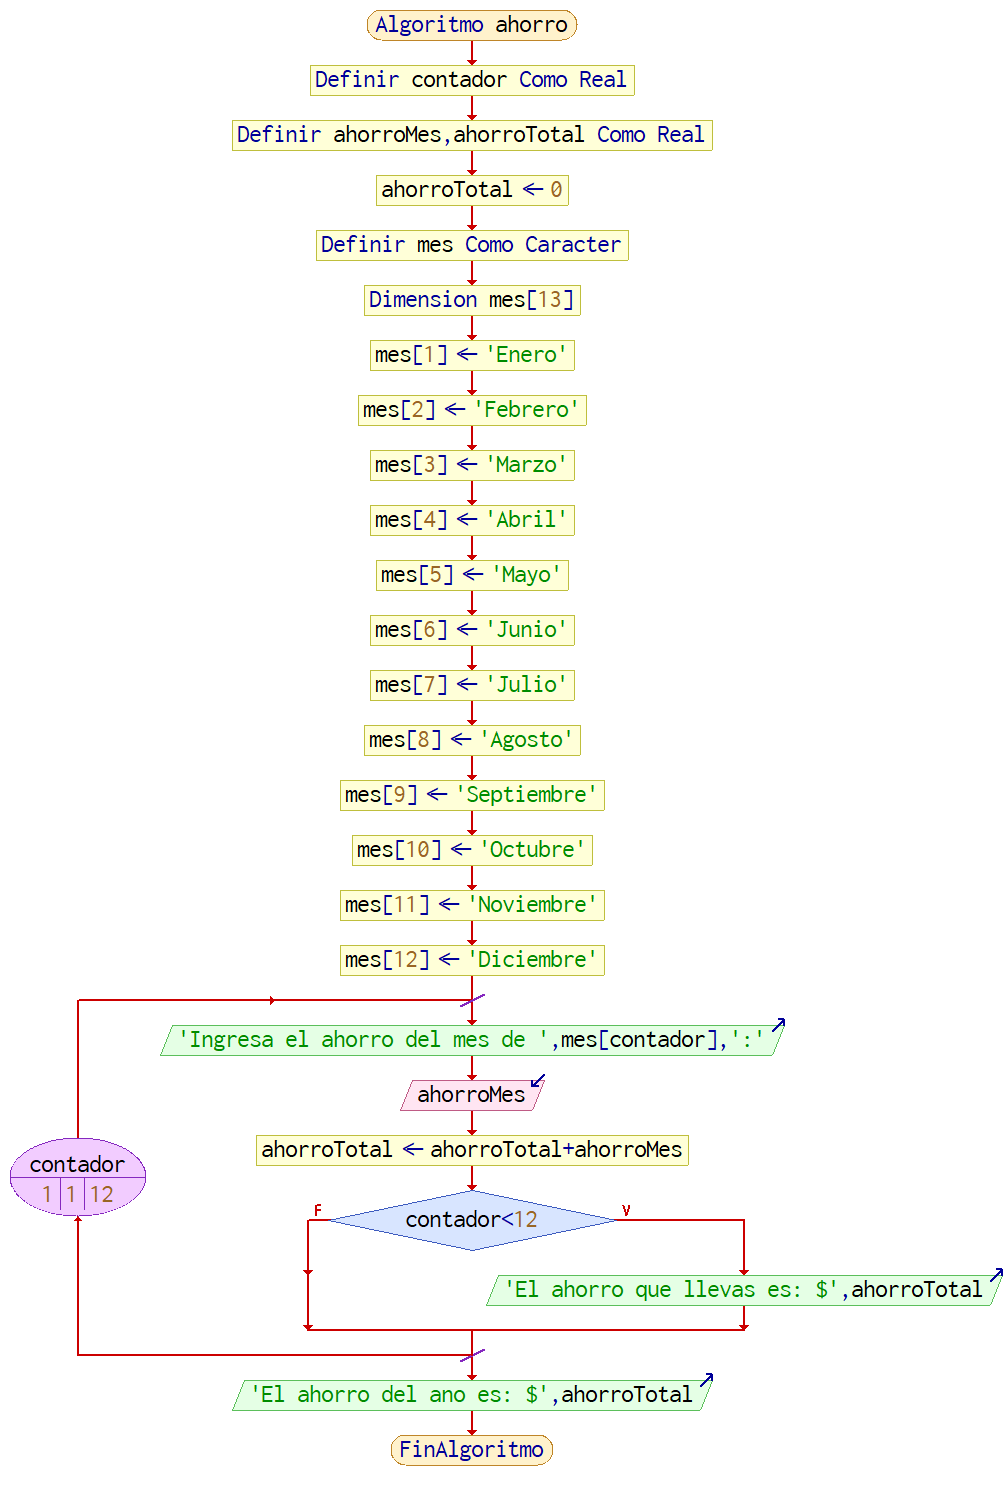 Algoritmo ahorro
Definir contador Como Real
Definir ahorroMes,ahorroTotal Como Real
ahorroTotal ← 0
Definir mes Como Caracter
Dimension mes[13]
mes[1] ← 'Enero'
mes[2] ← 'Febrero'
mes[3] ← 'Marzo'
mes[4] ← 'Abril'
mes[5] ← 'Mayo'
mes[6] ← 'Junio'
mes[7] ← 'Julio'
mes[8] ← 'Agosto'
mes[9] ← 'Septiembre'
mes[10] ← 'Octubre'
mes[11] ← 'Noviembre'
mes[12] ← 'Diciembre'
'Ingresa el ahorro del mes de ',mes[contador],':'
ahorroMes
ahorroTotal ← ahorroTotal+ahorroMes
contador
1 1 12
F
contador<12
V
'El ahorro que llevas es: $',ahorroTotal
'El ahorro del ano es: $',ahorroTotal
FinAlgoritmo